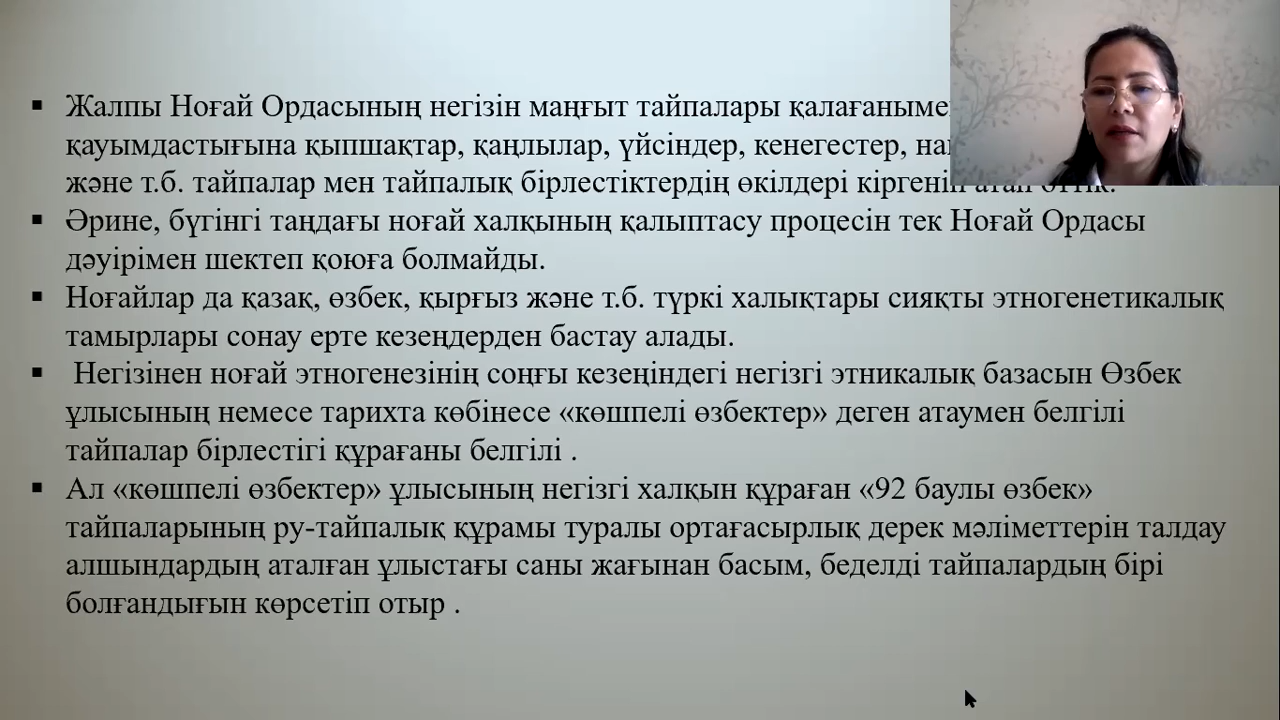 Жалпы Ноғай Ордасының негізін маңғыт тайпалары
қауымдастығына қыпшақтар, қаңлылар, үйсіндер, кенегестер,
және т.б. тайпалар мен тайпалық бірлестіктердің өкілдері
Әрине, бүгінгі таңдағы ноғай халқының қалыптасу процесін тек Ноғай Ордасы
дәуірімен шектеп қоюға болмайды.
Ноғайлар да қазақ, өзбек, қырғыз және т.б. түркі халықтары сияқты этногенетикалық
тамырлары сонау ерте кезеңдерден бастау алады.
Негізінен ноғай этногенезінің соңғы кезеңіндегі негізгі этникалық базасын Өзбек
ұлысының немесе тарихта көбінесе «көшпелі өзбектер» деген атаумен белгілі
тайпалар бірлестігі құрағаны белгілі .
Ал «көшпелі өзбектер» ұлысының негізгі халқын құраған «92 баулы өзбек»
тайпаларының ру-тайпалық құрамы туралы ортағасырлық дерек мәліметтерін талдау
алшындардың аталған ұлыстағы саны жағынан басым, беделді тайпалардың бірі
болғандығын көрсетіп отыр .